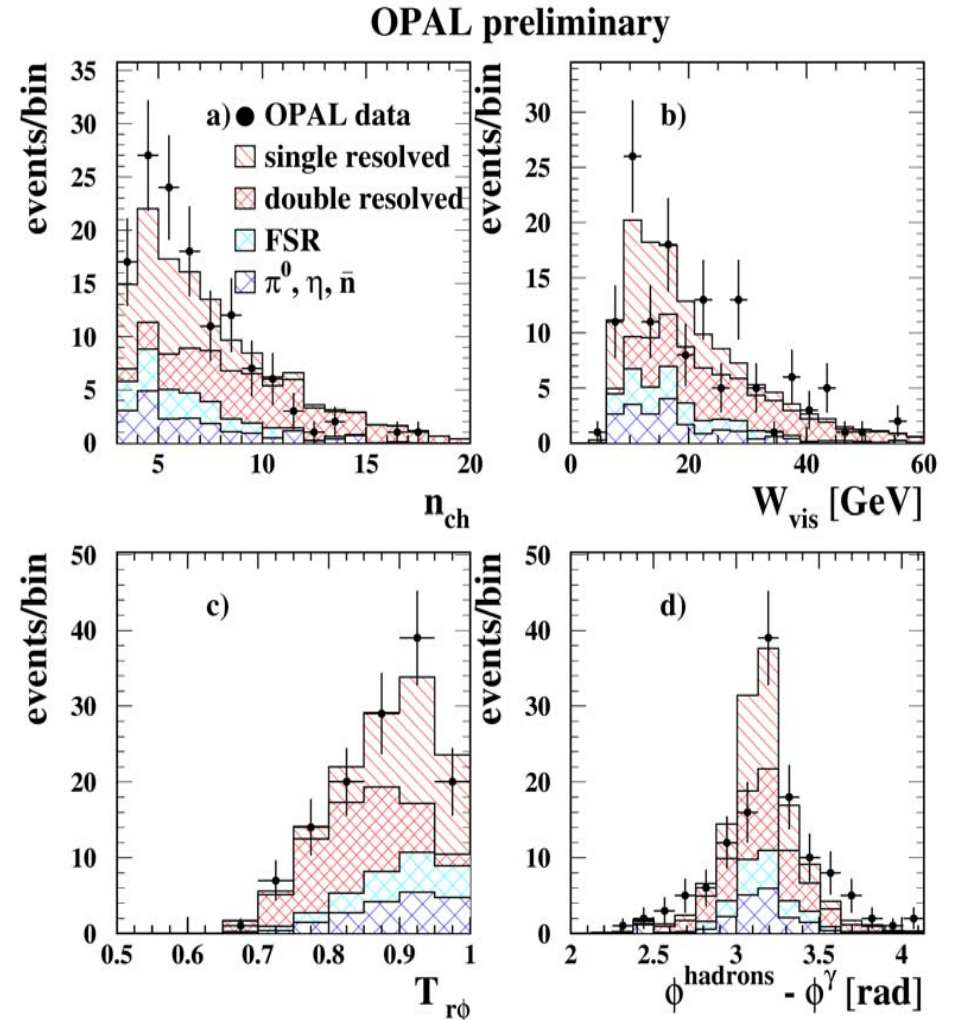 OPAL preliminary
events/bin
35
30
25
20
15
10
5
0
a) ● OPAL data
single resolved
double resolved
FSR
π⁰, η, n̄
5 10 15 20
n_ch
events/bin
30
25
20
15
10
5
0
b)
0 20 40 60
W_vis [GeV]
events/bin
50
40
30
20
10
0
c)
0.5 0.6 0.7 0.8 0.9 1
T_rϕ
events/bin
50
40
30
20
10
0
d)
2 2.5 3 3.5 4
ϕ^hadrons - ϕ^γ [rad]